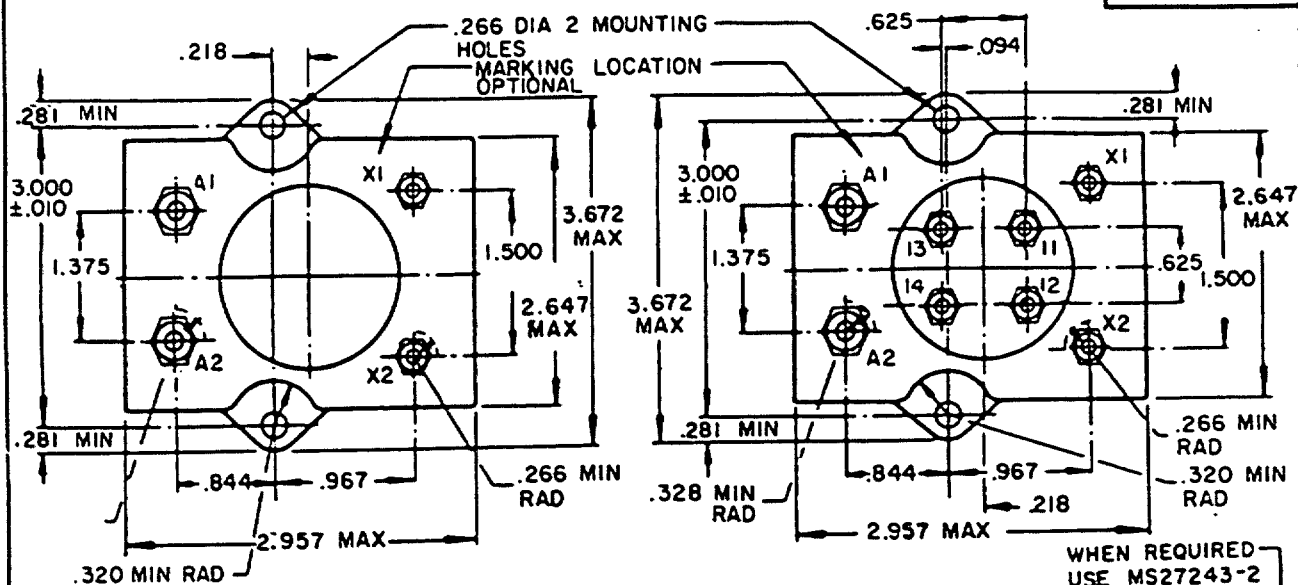 .218
.266 DIA 2 MOUNTING
HOLES
MARKING LOCATION
OPTIONAL
.625
.094
.281 MIN
.281 MIN
A1
X1
3.000
±.010
3.672
MAX
1.375
1.500
2.647
MAX
A2
X2
.281 MIN
.844
.967
.266 MIN
RAD
2.957 MAX
.320 MIN RAD
A1
X1
3.000
±.010
2.647
MAX
13
11
1.375
.625
1.500
3.672
MAX
14
12
A2
X2
.281 MIN
.266 MIN
RAD
.328 MIN
RAD
.844
.967
.320 MIN
RAD
.218
2.957 MAX
WHEN REQUIRED
USE MS27243-2